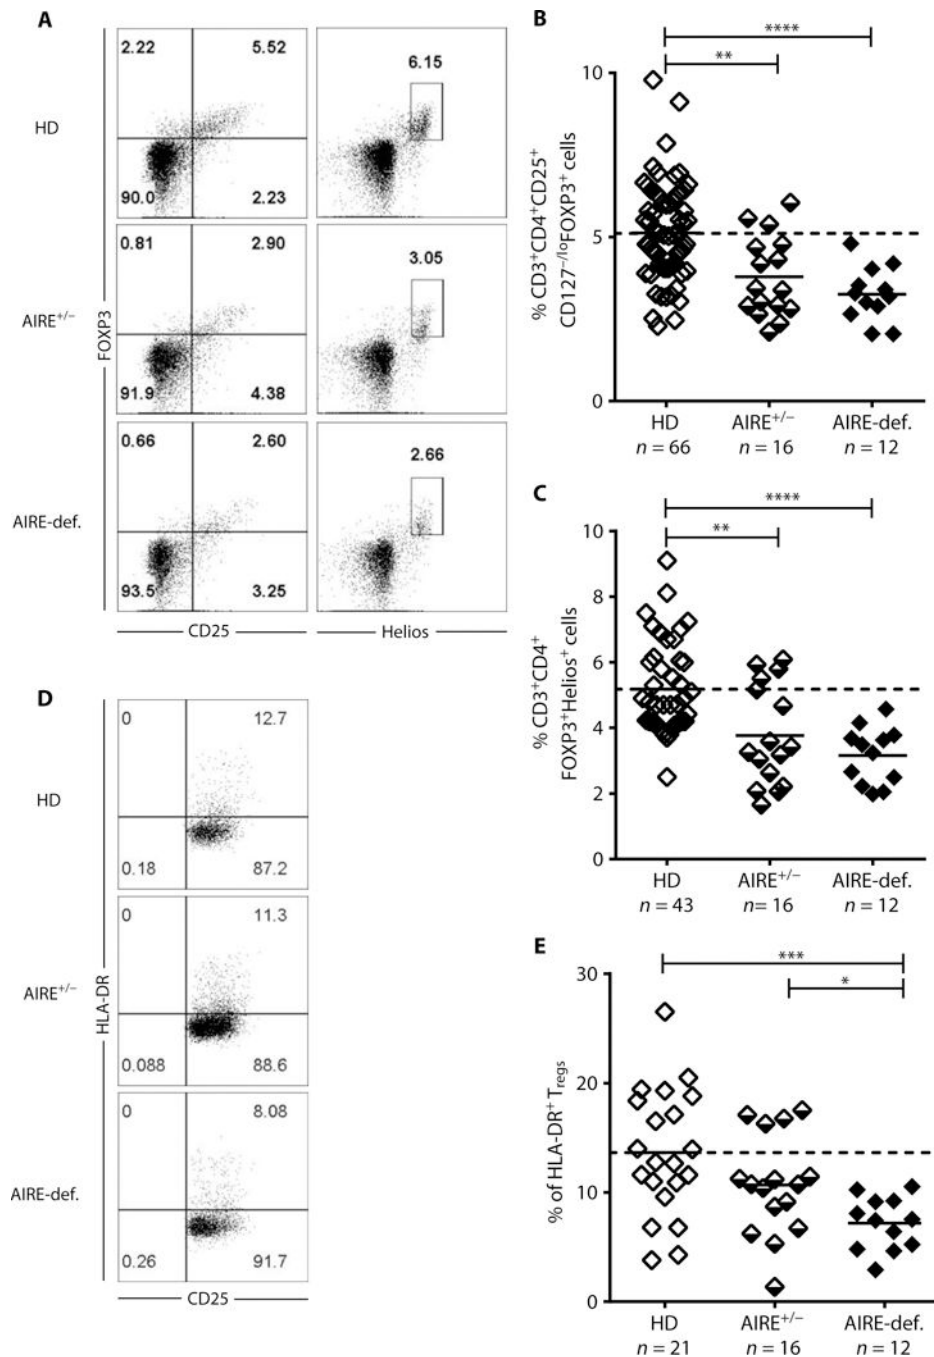 A
2.22 5.52
6.15
HD
90.0 2.23
0.81 2.90
3.05
AIRE+/–
91.9 4.38
0.66 2.60
2.66
AIRE-def.
93.5 3.25
FOXP3
CD25 Helios
B
****
**
10
5
0
% CD3+CD4+CD25+
CD127–/loFOXP3+ cells
HD AIRE+/– AIRE-def.
n = 66 n = 16 n = 12
C
****
**
10
8
6
4
2
0
% CD3+CD4+
FOXP3+Helios+ cells
HD AIRE+/– AIRE-def.
n = 43 n= 16 n = 12
D
0 12.7
HD
0.18 87.2
0 11.3
AIRE+/–
0.088 88.6
0 8.08
AIRE-def.
0.26 91.7
HLA-DR
CD25
E
***
*
30
20
10
0
% of HLA-DR+ Tregs
HD AIRE+/– AIRE-def.
n = 21 n = 16 n = 12